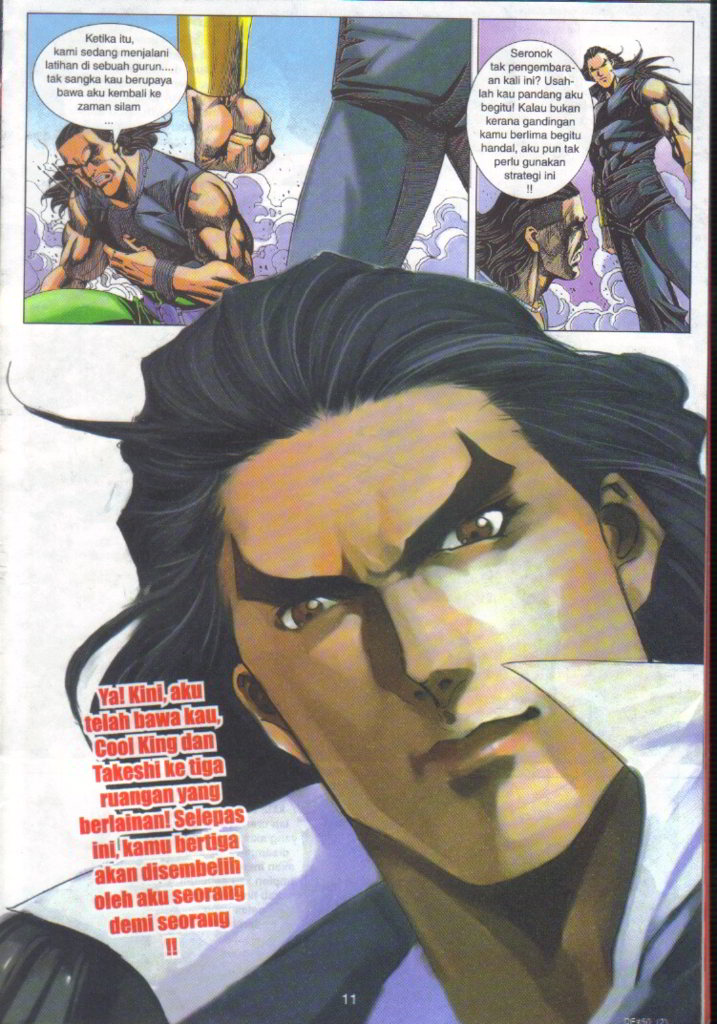 Ketika itu,
kami sedang menjalani
latihan di sebuah gurun....
tak sangka kau berupaya
bawa aku kembali ke
zaman silam
...
Seronok
tak pengembara-
an kali ini? Usah-
lah kau pandang aku
begitu! Kalau bukan
kerana gandingan
kamu berlima begitu
handal, aku pun tak
perlu gunakan
strategi ini
!!
Ya! Kini, aku
telah bawa kau,
Cool King dan
Takeshi ke tiga
ruangan yang
berlainan! Selepas
ini, kamu bertiga
akan disembelih
oleh aku seorang
demi seorang
!!
11